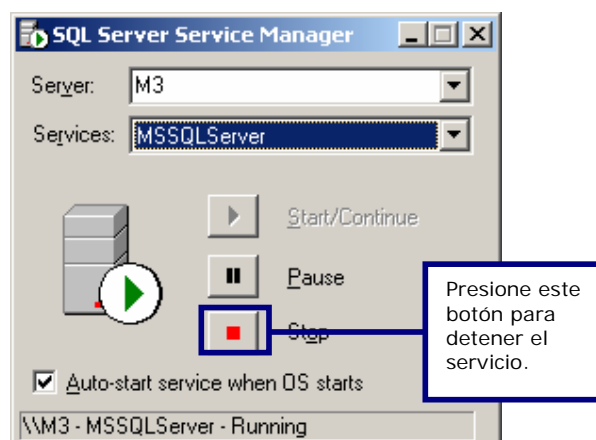 SQL Server Service Manager
Server: M3
Services: MSSQLServer
Start/Continue
Pause
Stop
Presione este
botón para
detener el
servicio.
Auto-start service when OS starts
\\M3 - MSSQLServer - Running